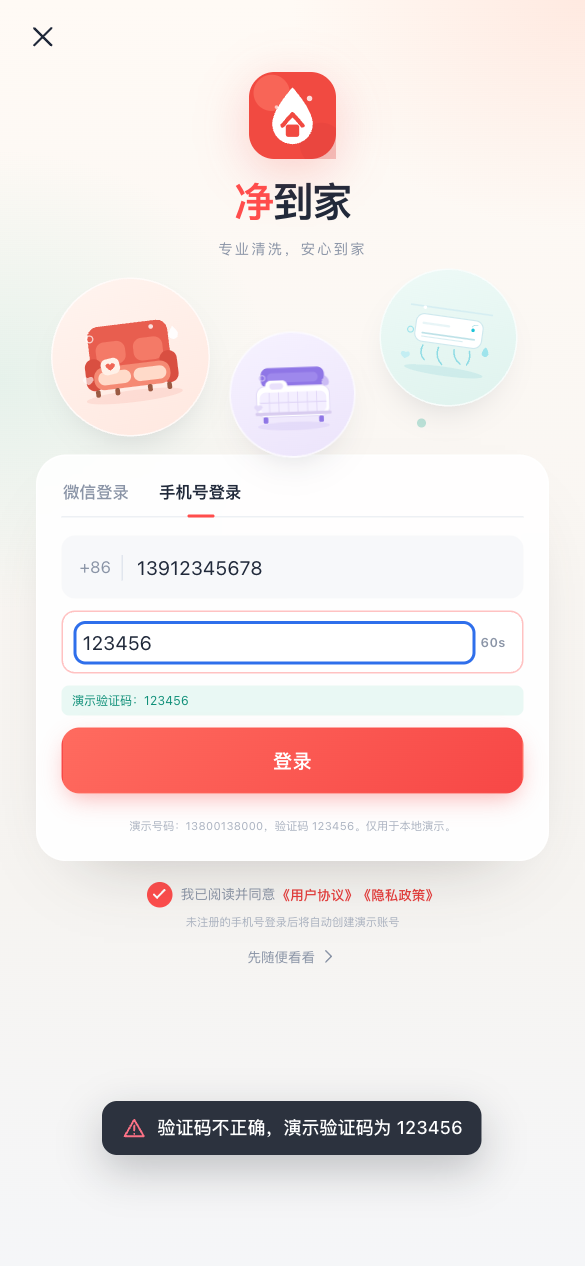 净到家
专业清洗，安心到家
微信登录 手机号登录
+86 13912345678
123456 60s
演示验证码：123456
登录
演示号码：13800138000，验证码 123456。仅用于本地演示。
我已阅读并同意《用户协议》《隐私政策》
未注册的手机号登录后将自动创建演示账号
先随便看看
验证码不正确，演示验证码为 123456